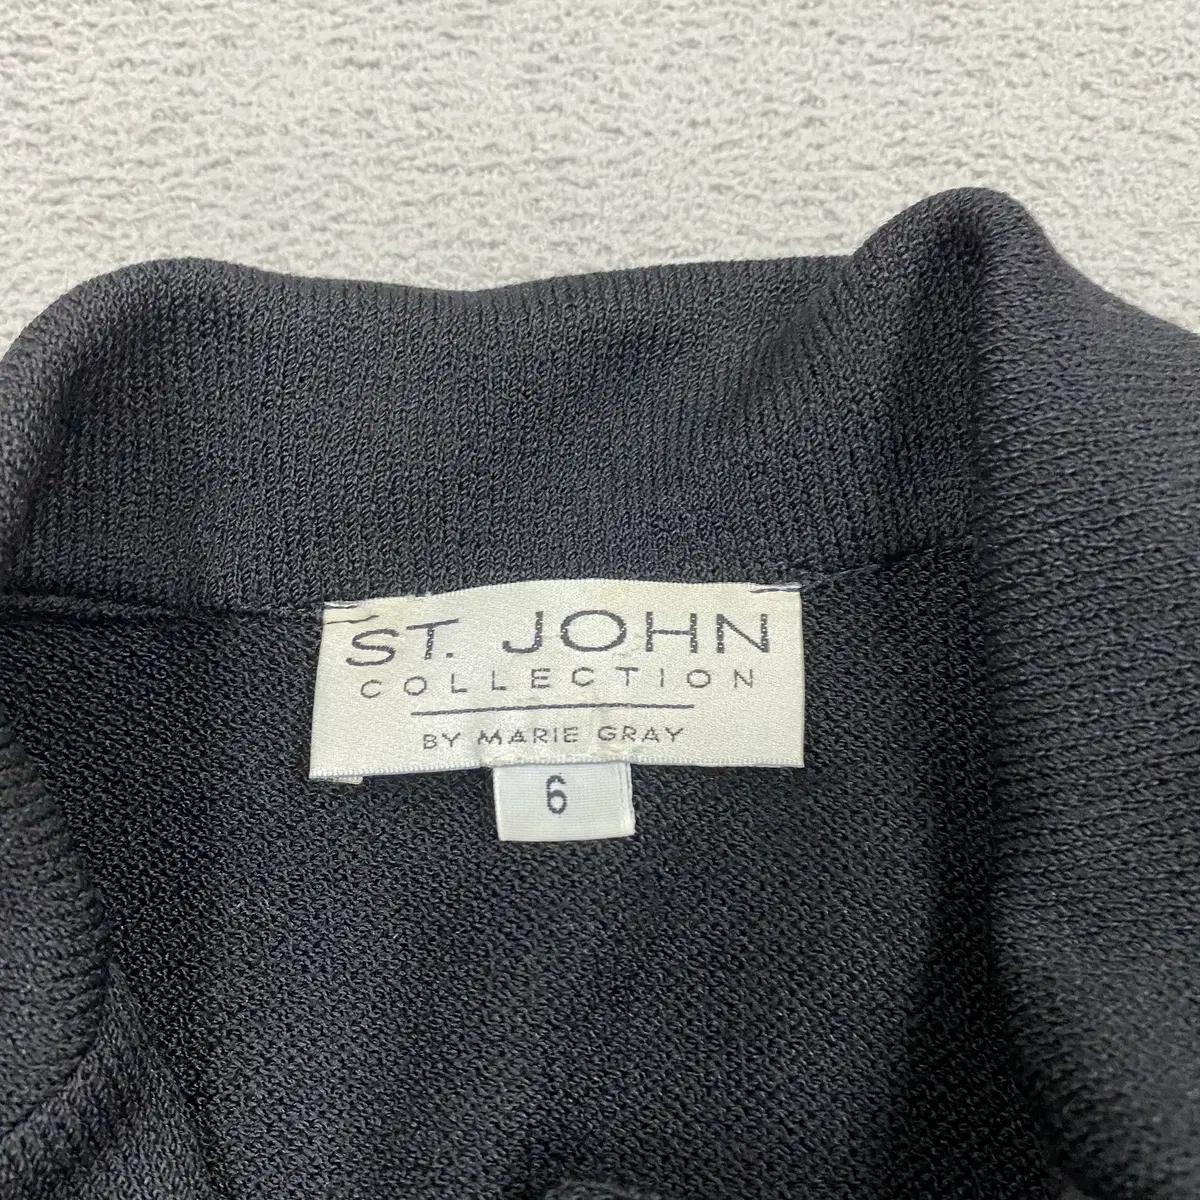 ST. JOHN
COLLECTION
BY MARIE GRAY
6